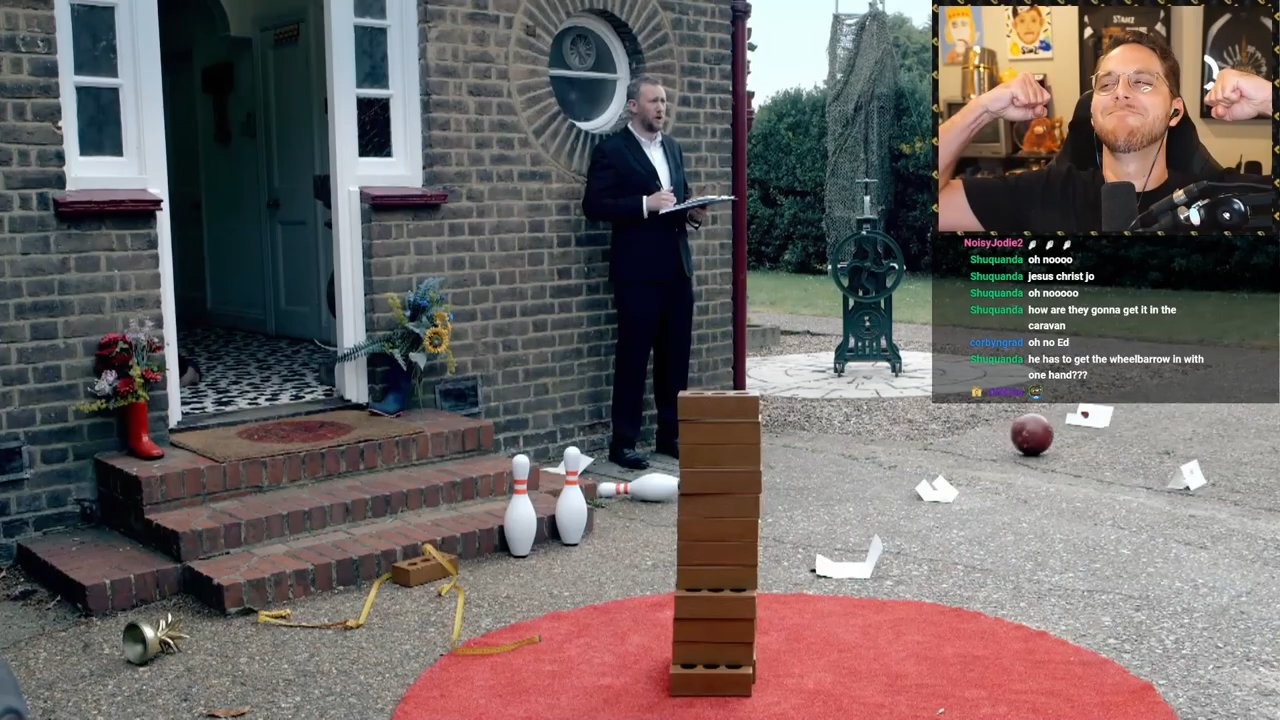 NoisyJodie2
Shuquanda oh noooo
Shuquanda jesus christ jo
Shuquanda oh nooooo
Shuquanda how are they gonna get it in the
caravan
corbyngrad oh no Ed
Shuquanda he has to get the wheelbarrow in with
one hand???